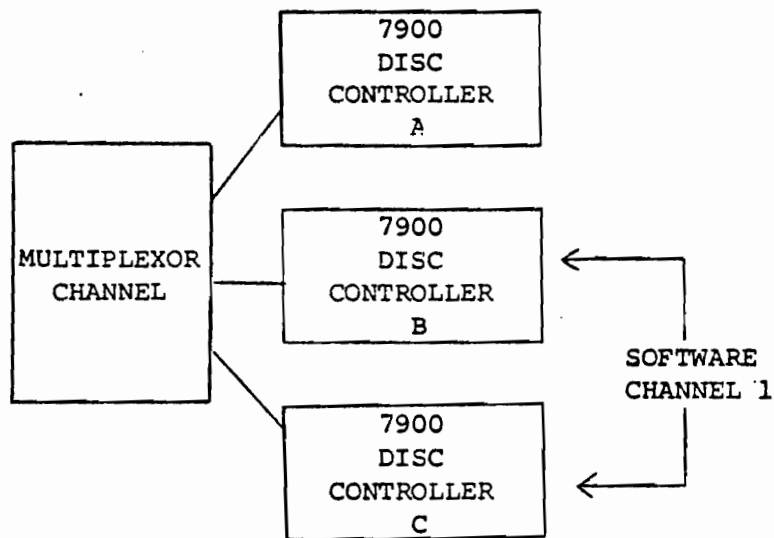 7900
DISC
CONTROLLER
A
MULTIPLEXOR
CHANNEL
7900
DISC
CONTROLLER
B
SOFTWARE
CHANNEL 1
7900
DISC
CONTROLLER
C